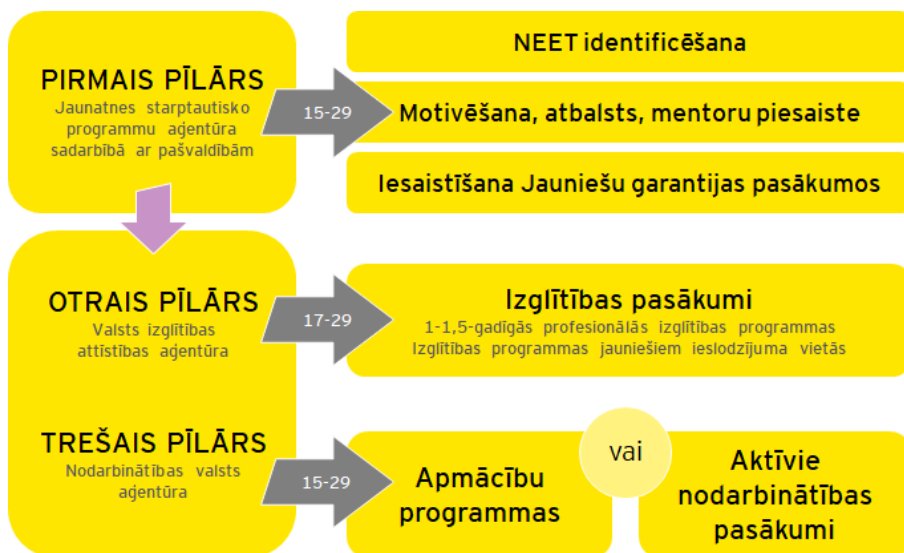 PIRMAIS PĪLĀRS
Jaunatnes starptautisko
programmu aģentūra
sadarbībā ar pašvaldībām
15-29
NEET identificēšana
Motivēšana, atbalsts, mentoru piesaiste
Iesaistīšana Jauniešu garantijas pasākumos
OTRAIS PĪLĀRS
Valsts izglītības
attīstības aģentūra
17-29
Izglītības pasākumi
1-1,5-gadīgās profesionālās izglītības programmas
Izglītības programmas jauniešiem ieslodzījuma vietās
TREŠAIS PĪLĀRS
Nodarbinātības valsts
aģentūra
15-29
Apmācību
programmas
vai
Aktīvie
nodarbinātības
pasākumi